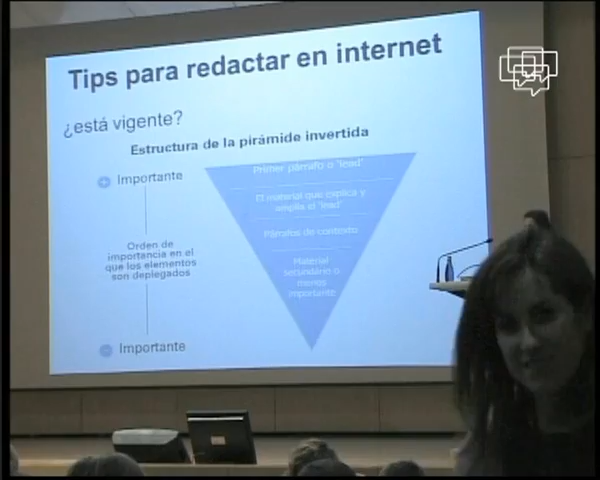 Tips para redactar en internet
¿está vigente?
Estructura de la pirámide invertida
+ Importante
Orden de
importancia en el
que los elementos
son deplegados
- Importante
Primer párrafo o "lead"
El material que explica y
amplia el "lead"
Párrafos de contexto
Material
secundario o
menos
importante